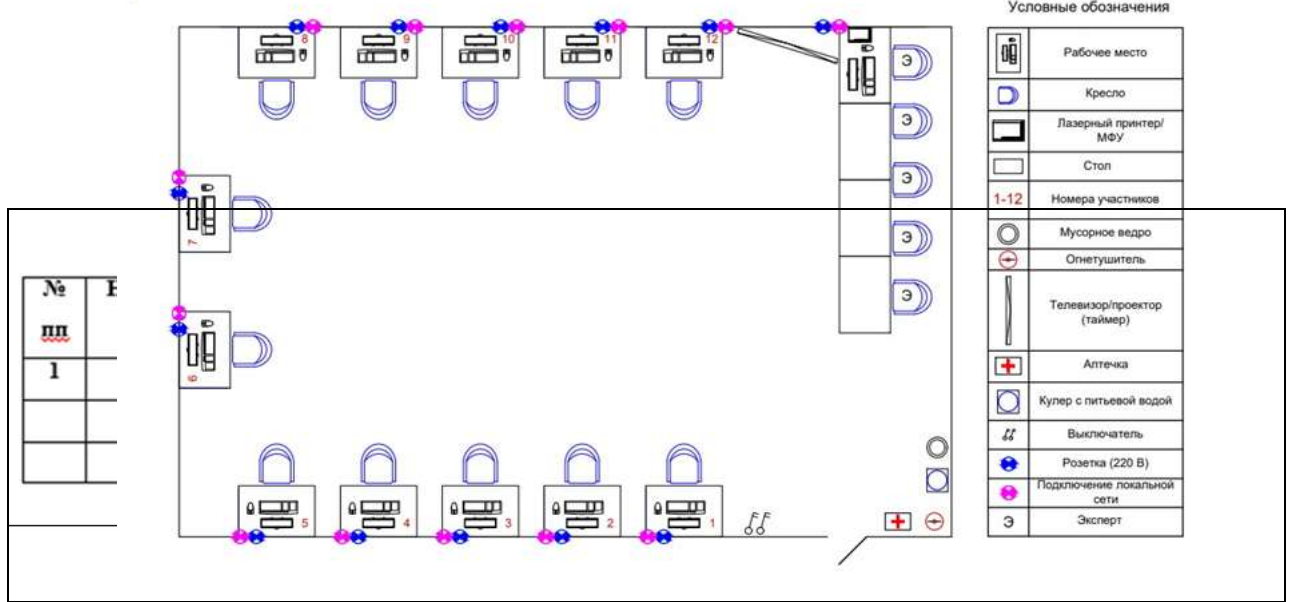 Условные обозначения
8
9
10
11
12
Э
Э
Э
Э
Э
7
6
5
4
3
2
1
№
пп
1
Рабочее место
Кресло
Лазерный принтер/
МФУ
Стол
1-12 Номера участников
Мусорное ведро
Огнетушитель
Телевизор/проектор
(таймер)
Аптечка
Кулер с питьевой водой
Выключатель
Розетка (220 В)
Подключение локальной
сети
Э Эксперт